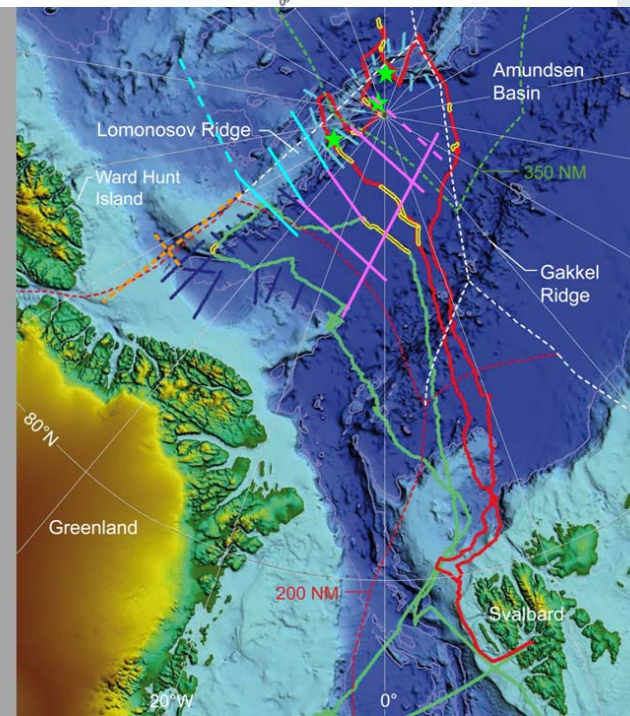 Amundsen
Basin
Lomonosov Ridge
350 NM
Ward Hunt
Island
Gakkel
Ridge
80°N
Greenland
200 NM
Svalbard
20°W
0°